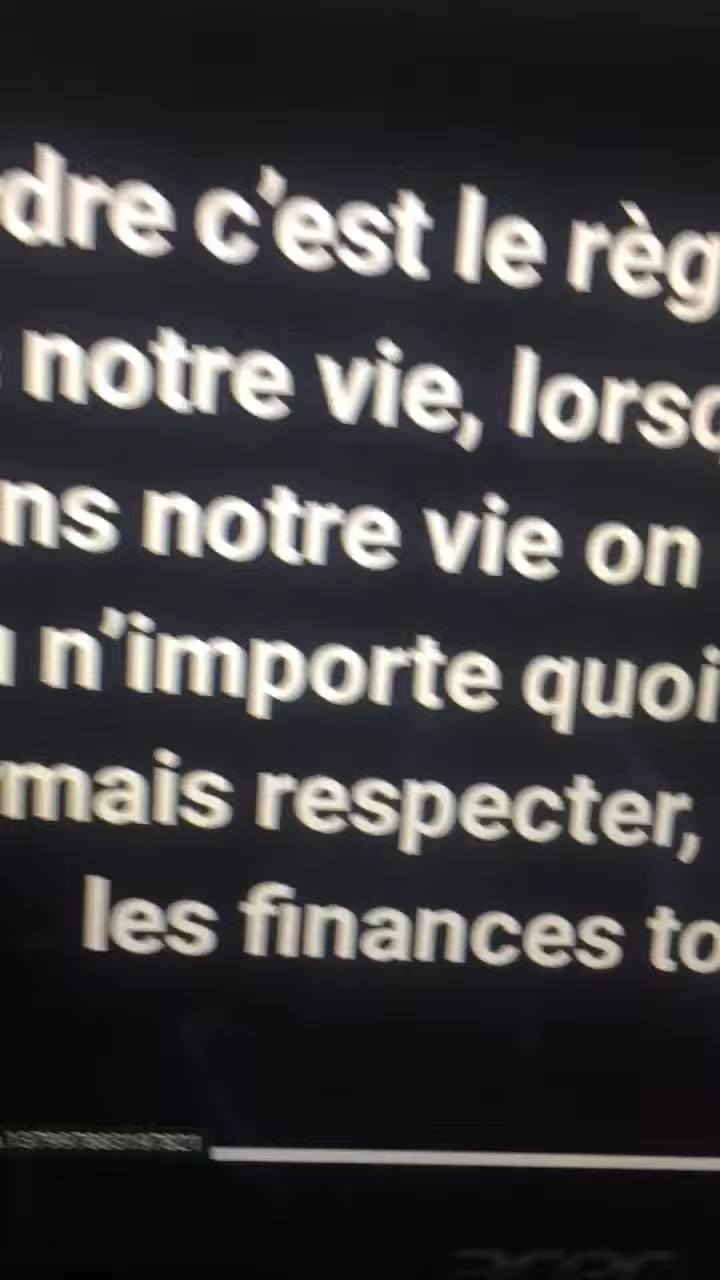 dre c'est le règ
notre vie, lorsq
ns notre vie on
n'importe quoi
mais respecter,
les finances to